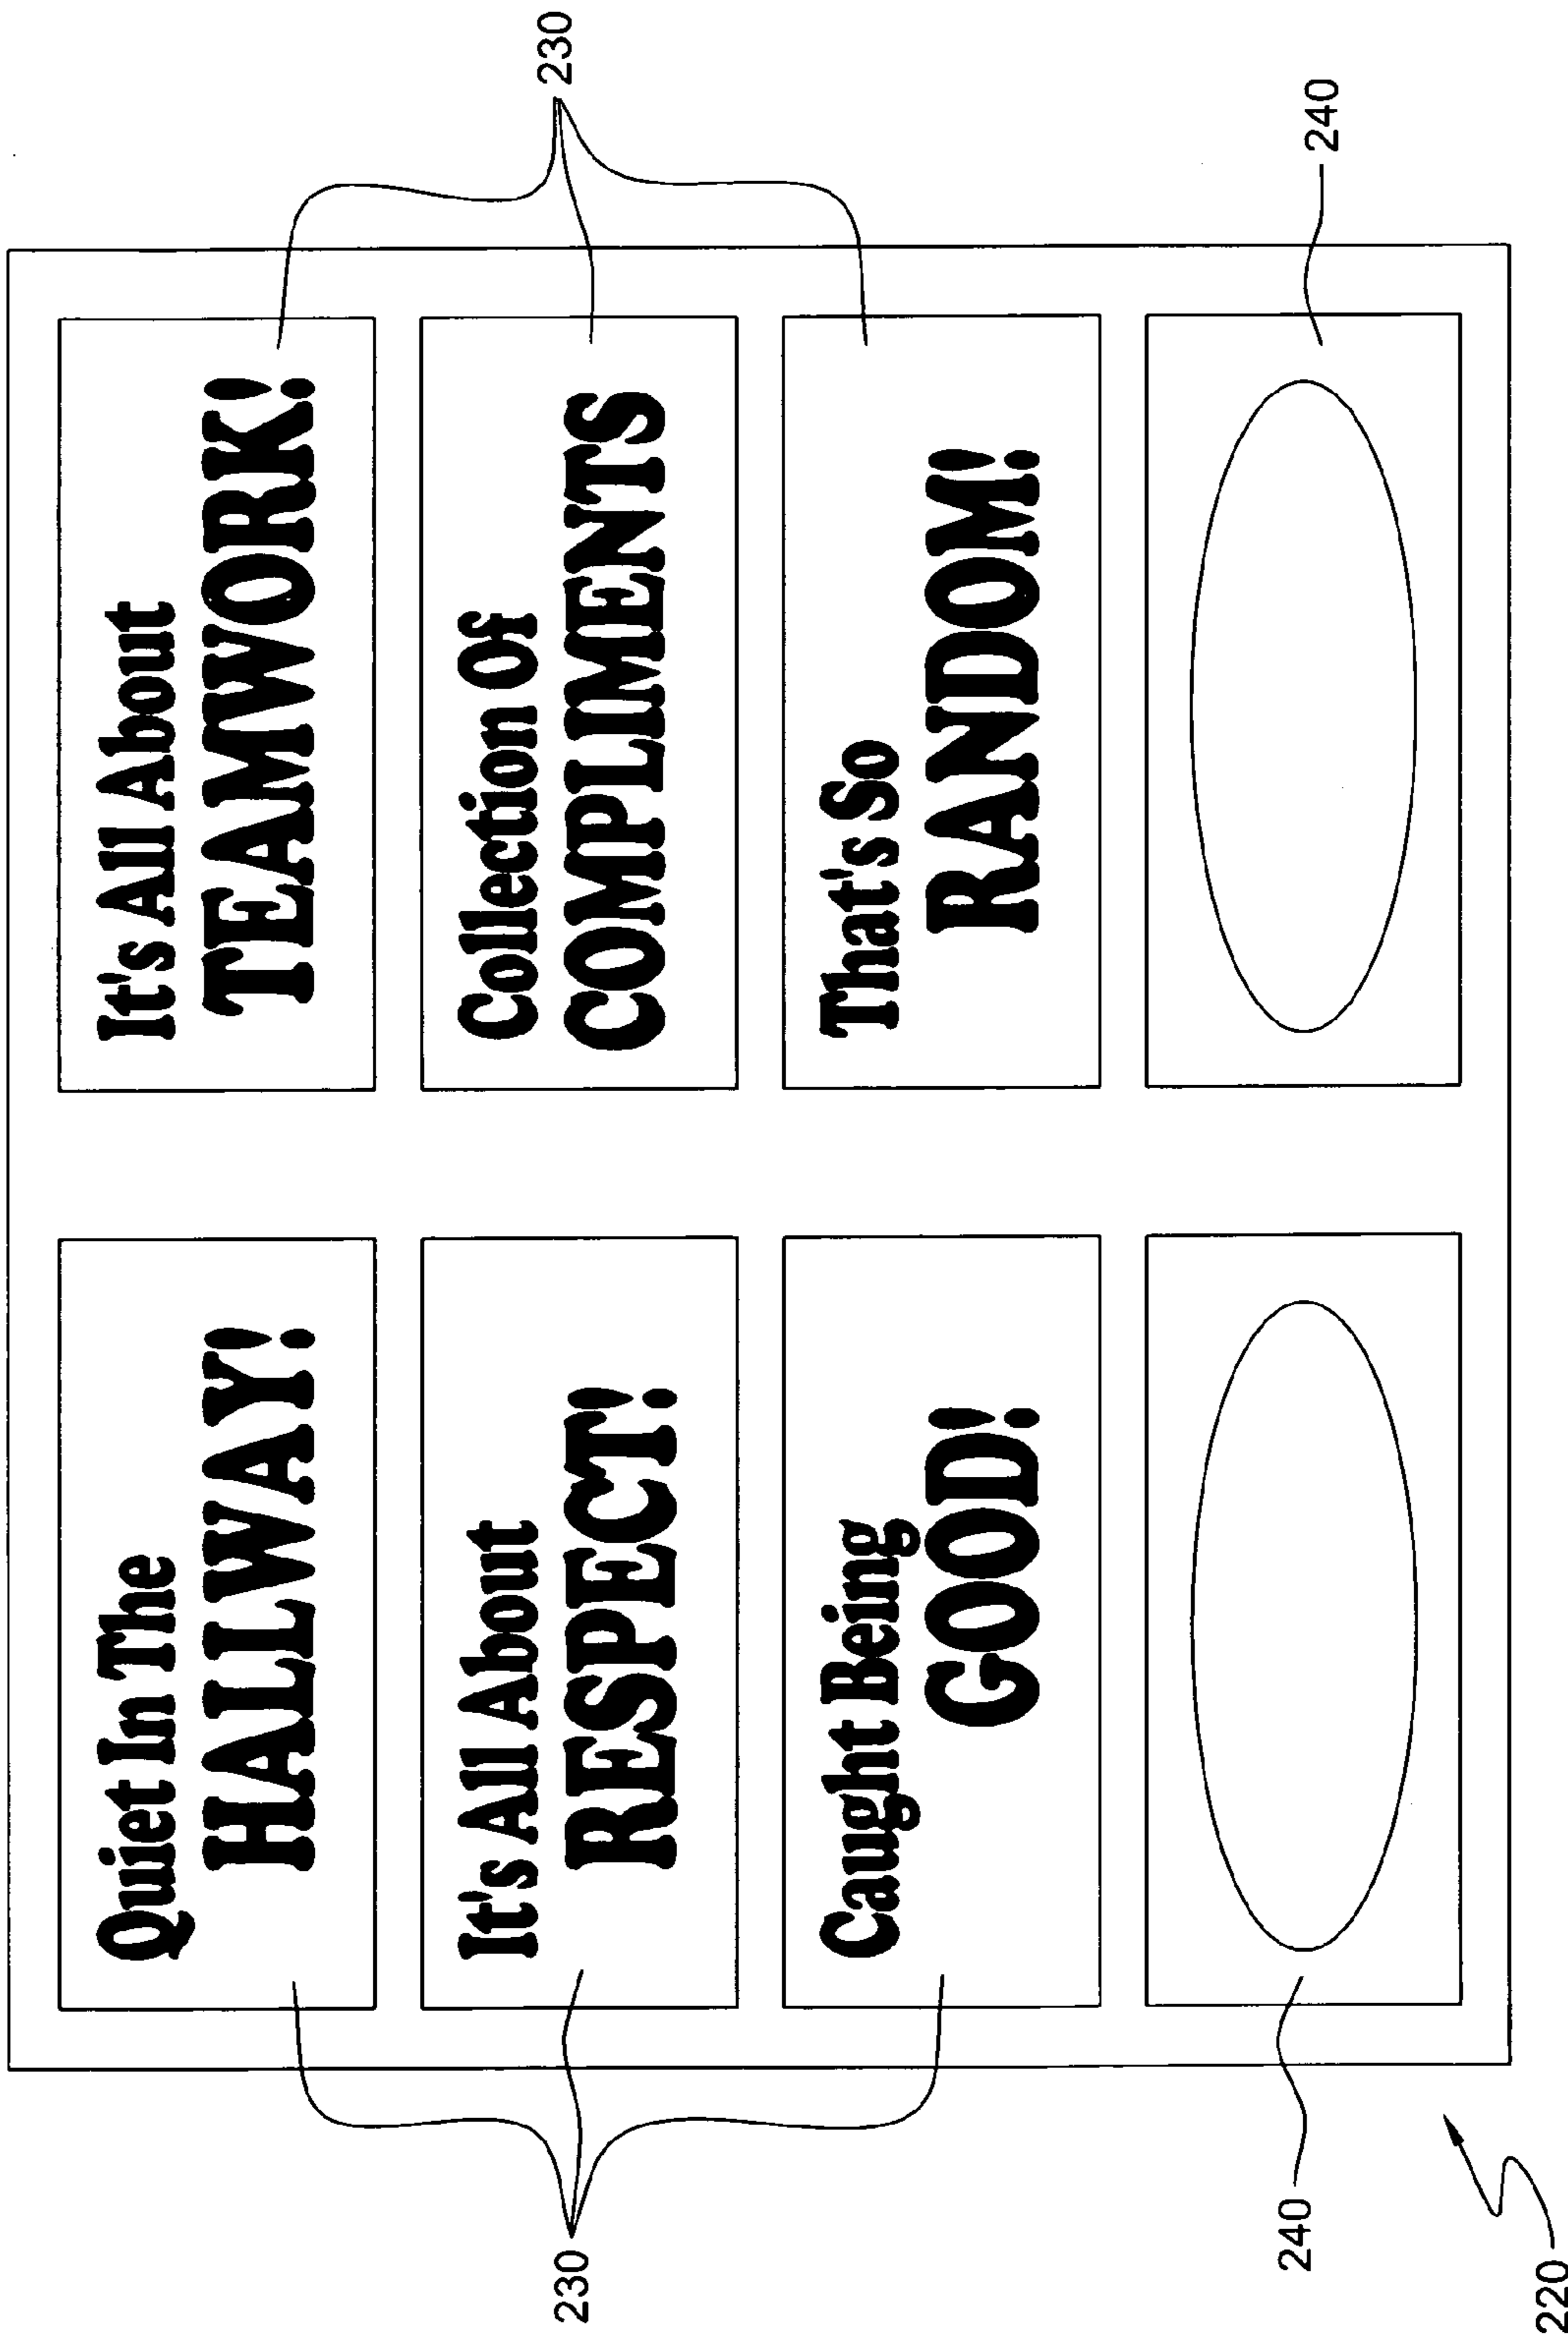 Quiet In The
HALLWAY!
It's All About
TEAMWORK!
It's All About
RESPECT!
Collection Of
COMPLIMENTS
Caught Being
GOOD!
That's So
RANDOM!
230
230
240
240
220